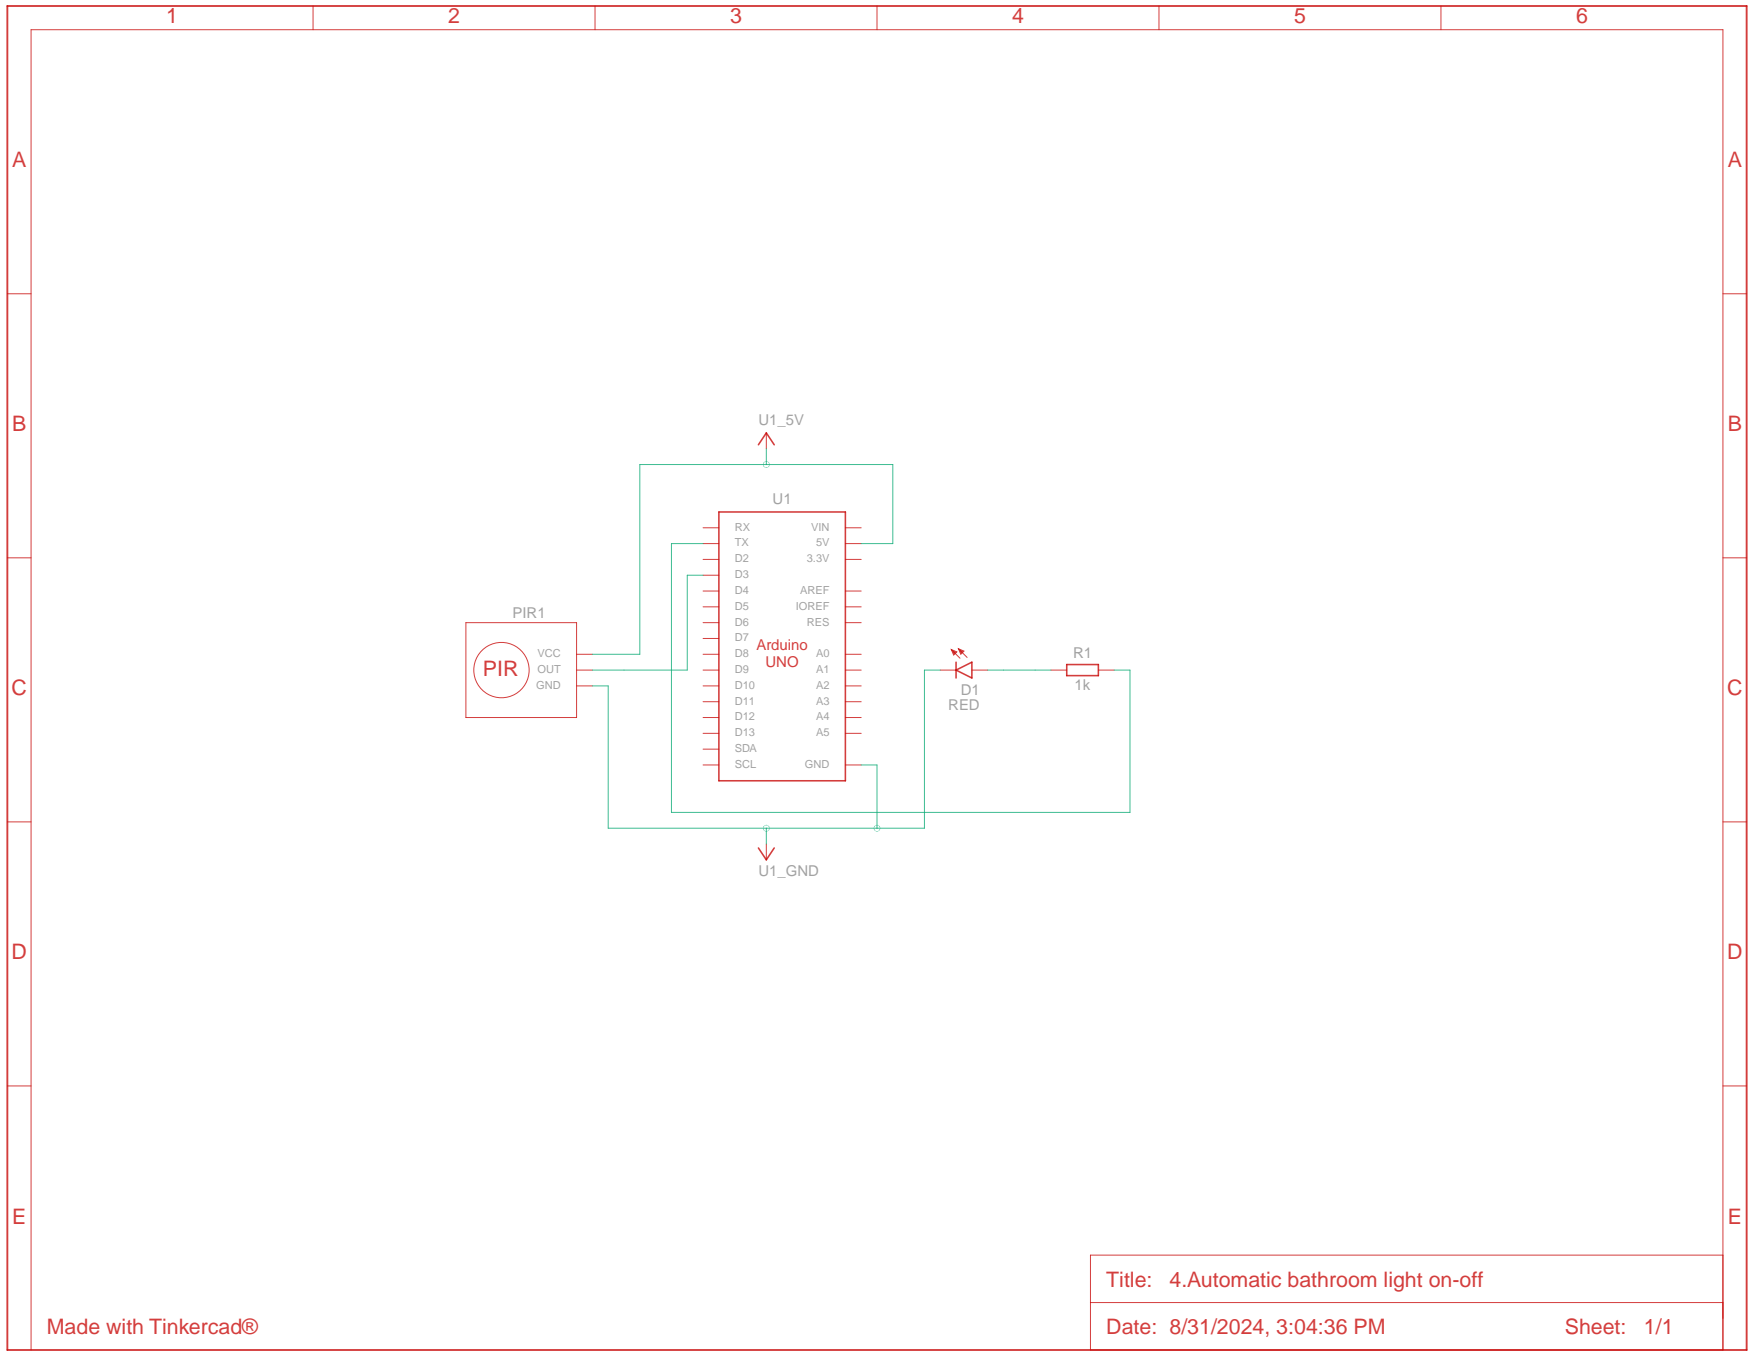 1 2 3 4 5 6
A A
B B
U1_5V
U1
RX VIN
TX 5V
D2 3.3V
D3
D4 AREF
D5 IOREF
D6 RES
D7
Arduino
UNO
D8 A0
D9 A1
D10 A2
D11 A3
D12 A4
D13 A5
SDA
SCL GND
PIR1
PIR
VCC
OUT
GND
R1
1k
D1
RED
C C
U1_GND
D D
E E
Title: 4.Automatic bathroom light on-off
Made with Tinkercad®
Date: 8/31/2024, 3:04:36 PM Sheet: 1/1